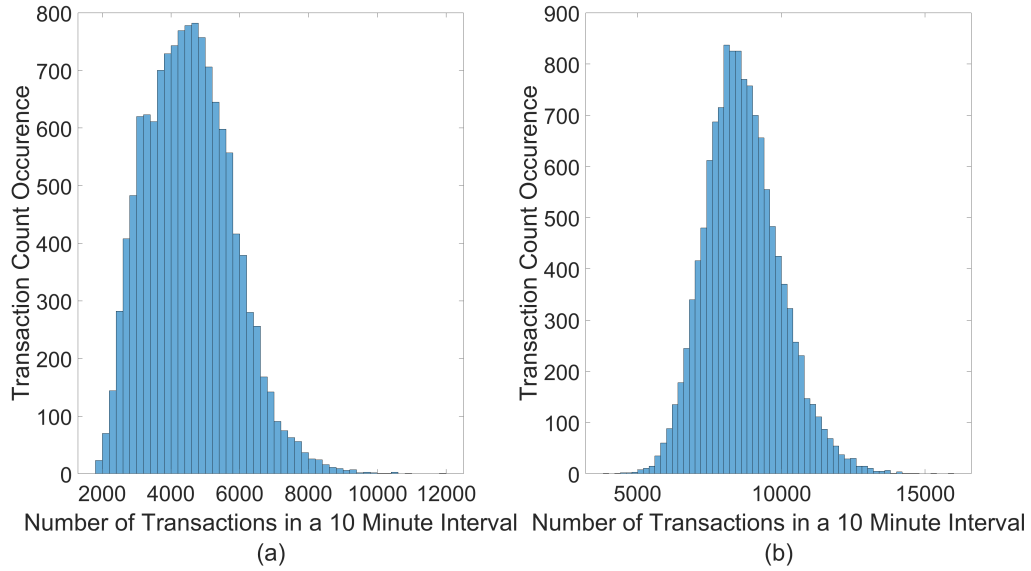 800
700
600
500
400
300
200
100
0
Transaction Count Occurence
2000 4000 6000 8000 10000 12000
Number of Transactions in a 10 Minute Interval
(a)
900
800
700
600
500
400
300
200
100
0
Transaction Count Occurence
5000 10000 15000
Number of Transactions in a 10 Minute Interval
(b)